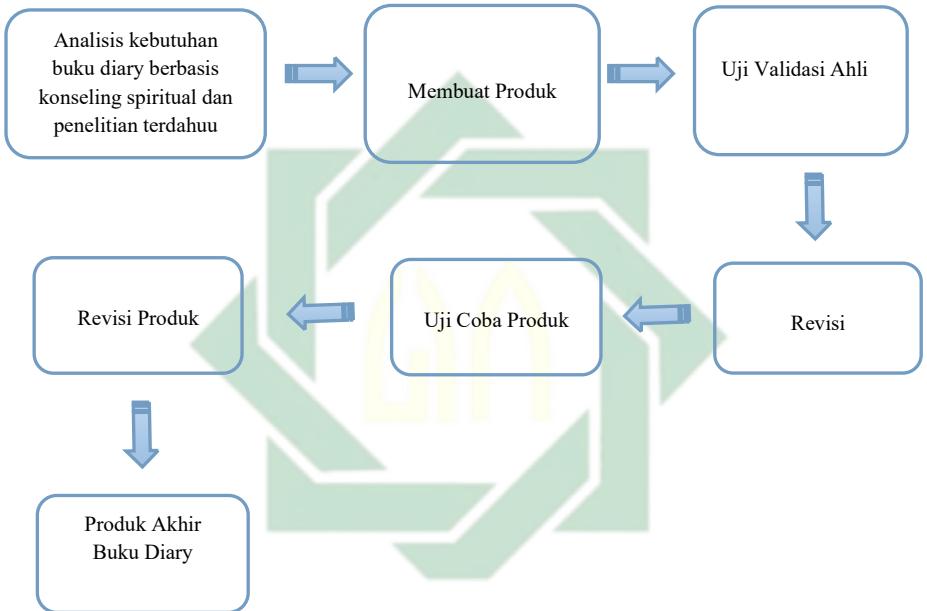 Analisis kebutuhan
buku diary berbasis
konseling spiritual dan
penelitian terdahuu
Membuat Produk
Uji Validasi Ahli
Revisi
Uji Coba Produk
Revisi Produk
Produk Akhir
Buku Diary